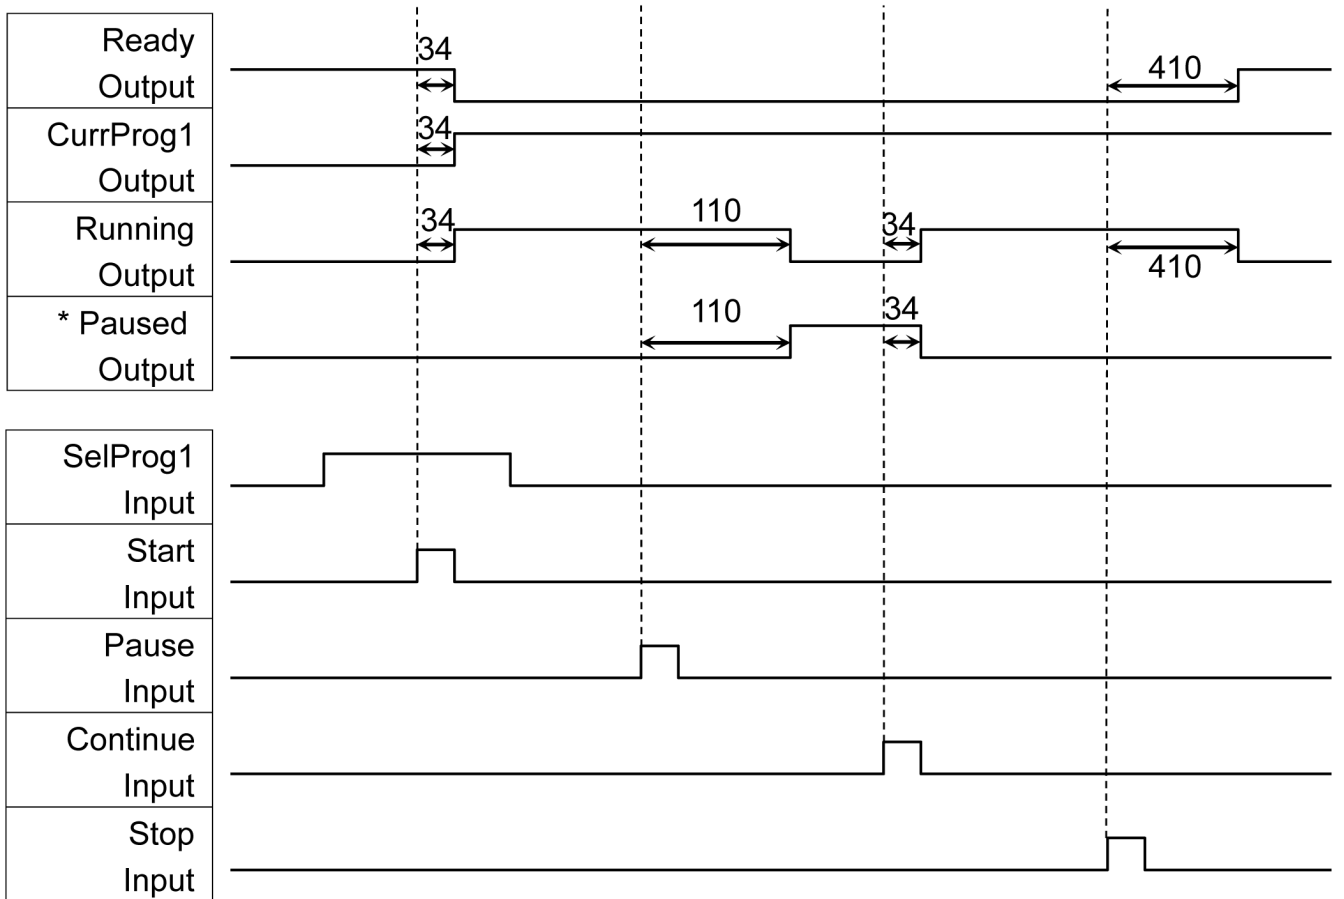 Ready
34
410
Output
CurrProg1
34
Output
Running
34
110
34
Output
410
* Paused
110
34
Output
SelProg1
Input
Start
Input
Pause
Input
Continue
Input
Stop
Input